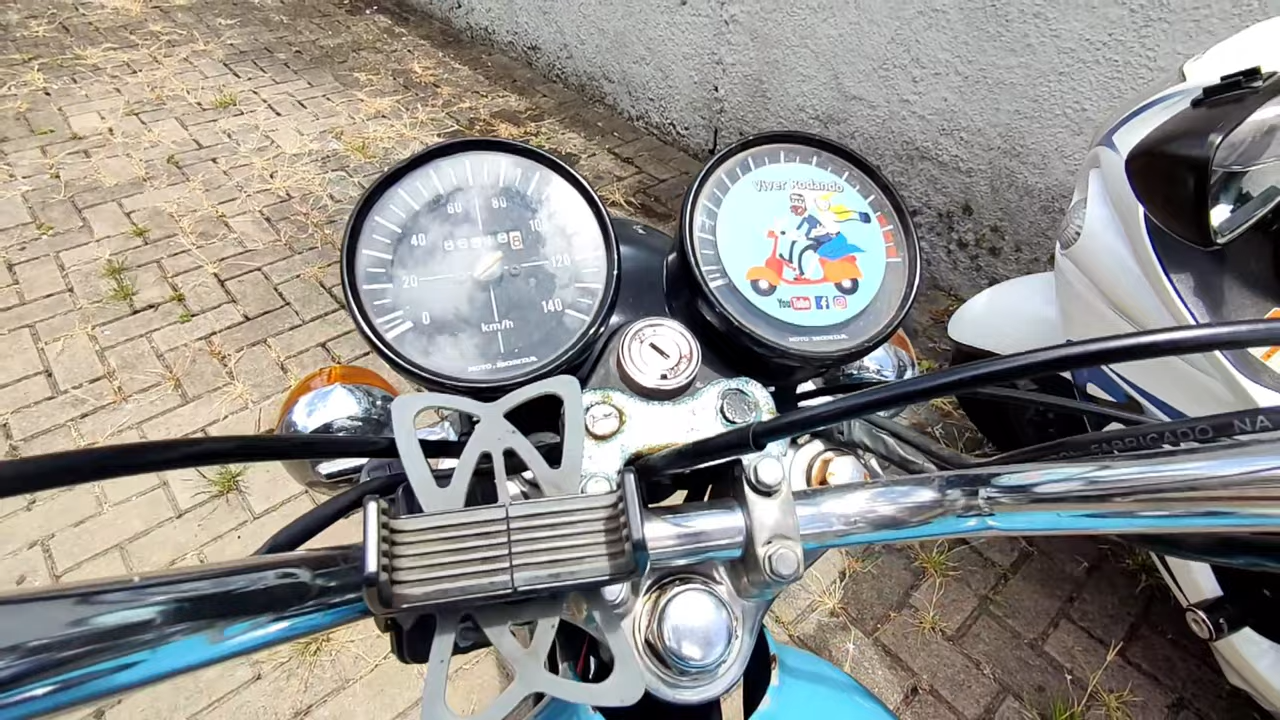 60 80
40 100
20 120
0 140
km/h
MOTO HONDA
Viver Rodando
YouTube
MOTO HONDA
FABRICADO NA